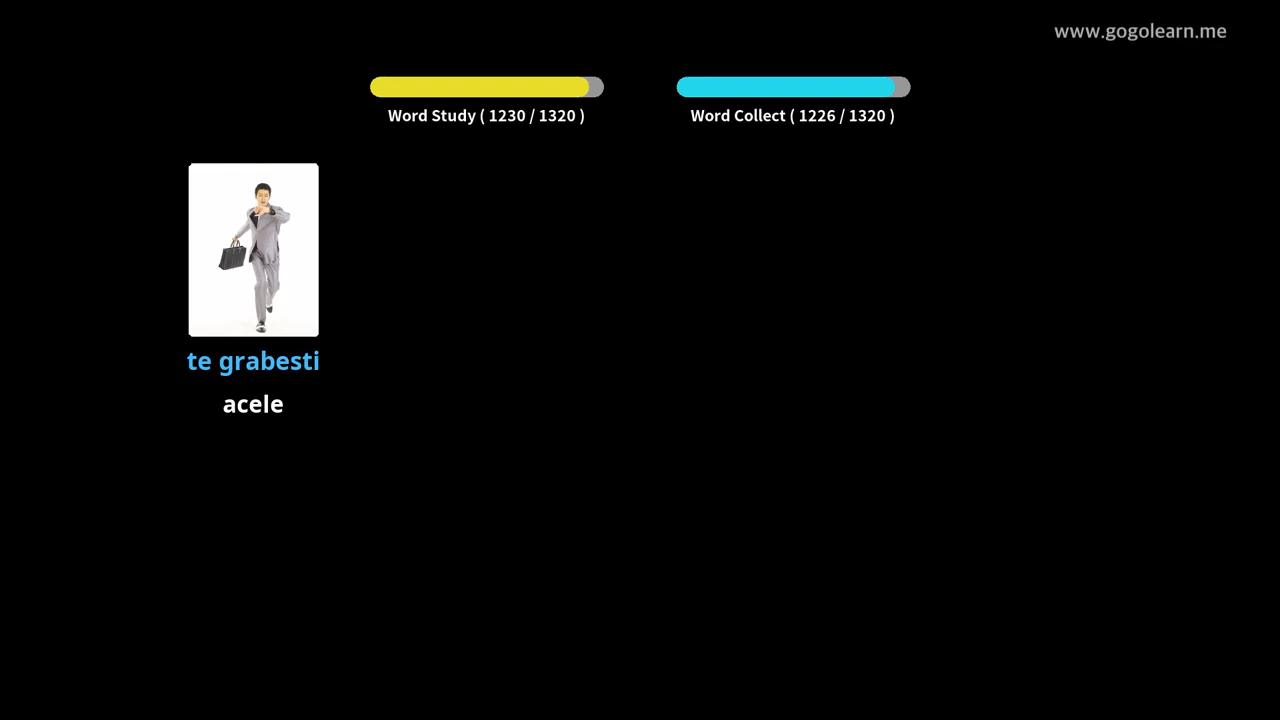 www.gogolearn.me
Word Study ( 1230 / 1320 )
Word Collect ( 1226 / 1320 )
te grabesti
acele